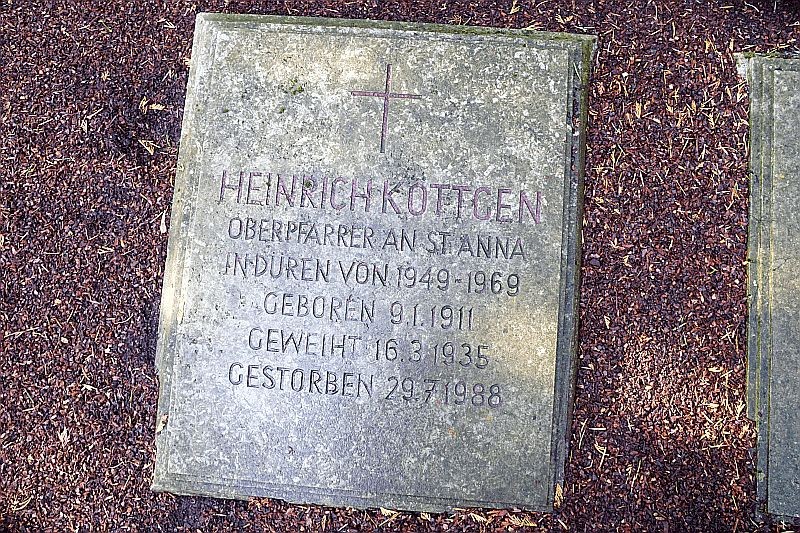 HEINRICH KÖTTGEN
OBERPFARRER AN ST. ANNA
IN DÜREN VON 1949-1969
GEBOREN 9.1.1911
GEWEIHT 16.3.1935
GESTORBEN 29.7.1988